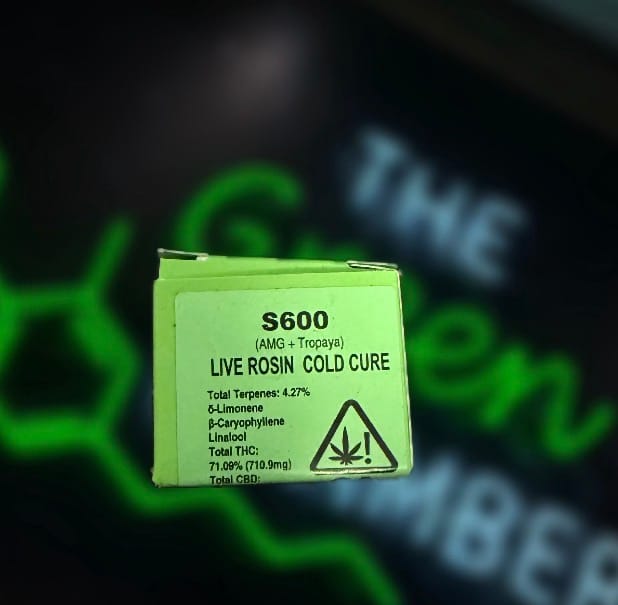 THE
Green
S600
(AMG + Tropaya)
LIVE ROSIN COLD CURE
Total Terpenes: 4.27%
δ-Limonene
β-Caryophyllene
Linalool
Total THC:
71.09% (710.9mg)
Total CBD:
!